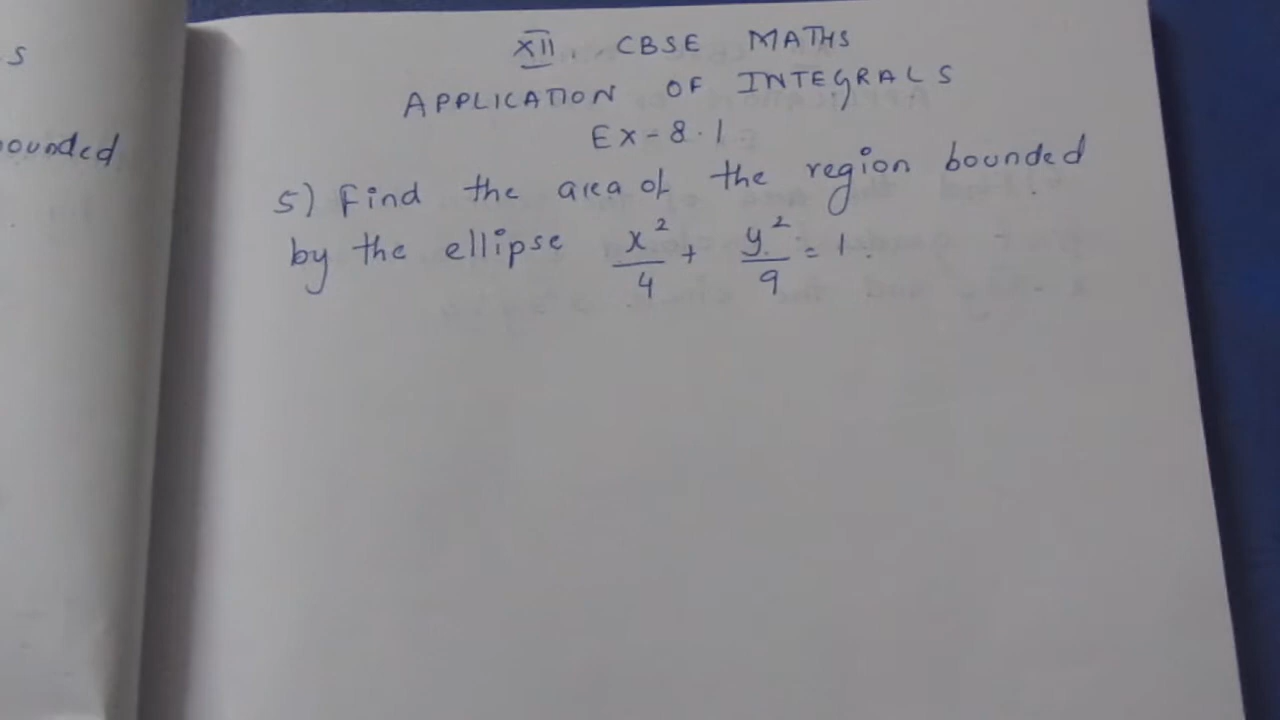 s
ounded
XII. CBSE MATHS
APPLICATION OF INTEGRALS
Ex-8.1
5) Find the area of the region bounded
by the ellipse x²/4 + y²/9 = 1.